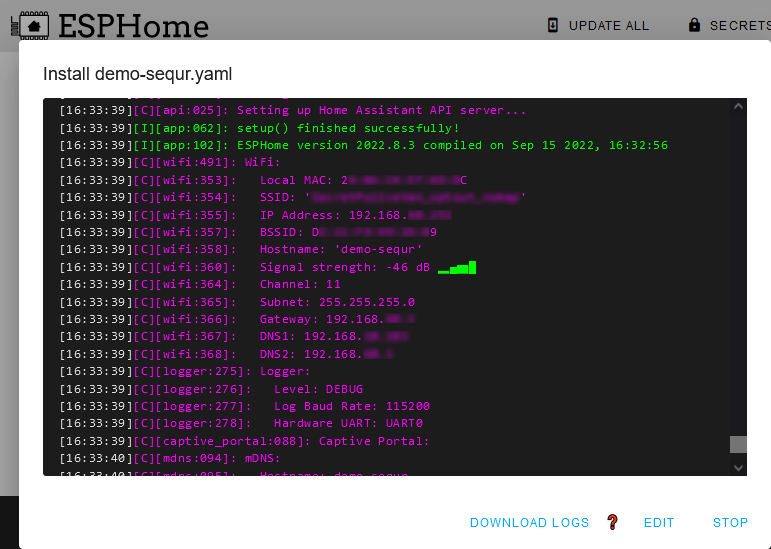 ESPHome
UPDATE ALL
SECRETS
Install demo-sequr.yaml
[16:33:39][C][api:025]: Setting up Home Assistant API server...
[16:33:39][I][app:062]: setup() finished successfully!
[16:33:39][I][app:102]: ESPHome version 2022.8.3 compiled on Sep 15 2022, 16:32:56
[16:33:39][C][wifi:491]: WiFi:
[16:33:39][C][wifi:353]: Local MAC: 2 C
[16:33:39][C][wifi:354]: SSID: ' '
[16:33:39][C][wifi:355]: IP Address: 192.168.
[16:33:39][C][wifi:357]: BSSID: D 9
[16:33:39][C][wifi:358]: Hostname: 'demo-sequr'
[16:33:39][C][wifi:360]: Signal strength: -46 dB ▂▄▆█
[16:33:39][C][wifi:364]: Channel: 11
[16:33:39][C][wifi:365]: Subnet: 255.255.255.0
[16:33:39][C][wifi:366]: Gateway: 192.168.
[16:33:39][C][wifi:367]: DNS1: 192.168.
[16:33:39][C][wifi:368]: DNS2: 192.168.
[16:33:39][C][logger:275]: Logger:
[16:33:39][C][logger:276]: Level: DEBUG
[16:33:39][C][logger:277]: Log Baud Rate: 115200
[16:33:39][C][logger:278]: Hardware UART: UART0
[16:33:39][C][captive_portal:088]: Captive Portal:
[16:33:40][C][mdns:094]: mDNS:
[16:33:40][C][mdns:095]: Hostname: demo-sequr
DOWNLOAD LOGS ? EDIT STOP